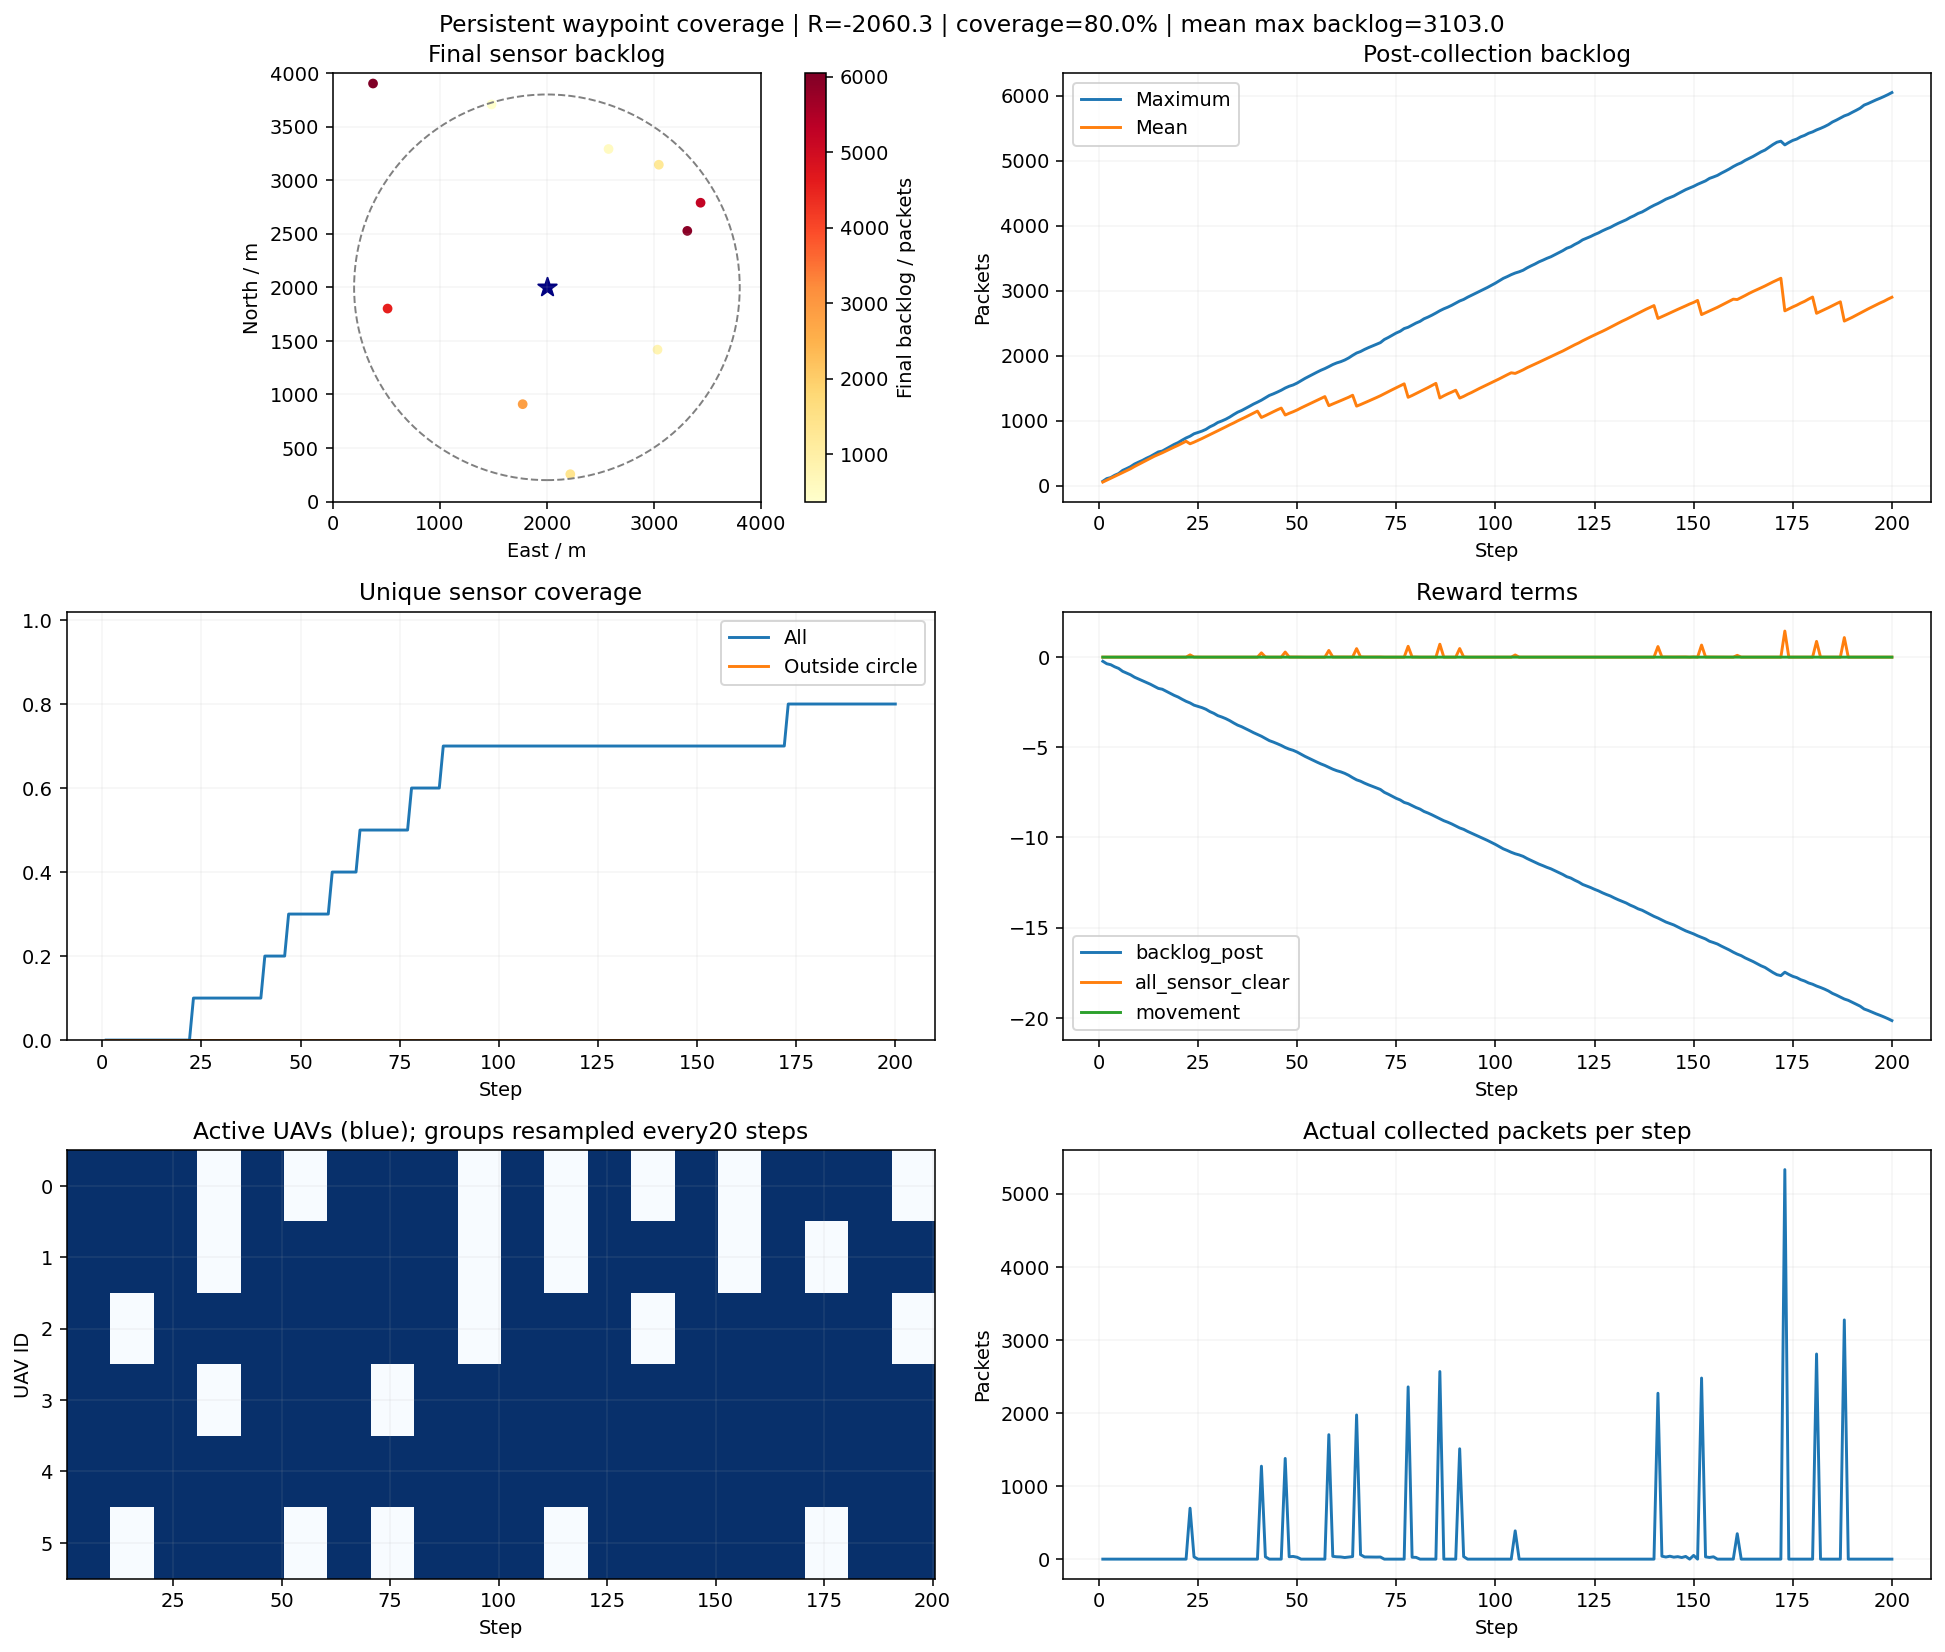 Persistent waypoint coverage | R=-2060.3 | coverage=80.0% | mean max backlog=3103.0
Final sensor backlog
4000
3500
3000
2500
2000
1500
1000
500
0
North / m
0 1000 2000 3000 4000
East / m
6000
5000
4000
3000
2000
1000
Final backlog / packets
Post-collection backlog
Maximum
Mean
6000
5000
4000
3000
2000
1000
0
Packets
0 25 50 75 100 125 150 175 200
Step
Unique sensor coverage
All
Outside circle
1.0
0.8
0.6
0.4
0.2
0.0
0 25 50 75 100 125 150 175 200
Step
Reward terms
0
−5
−10
−15
−20
backlog_post
all_sensor_clear
movement
0 25 50 75 100 125 150 175 200
Step
Active UAVs (blue); groups resampled every20 steps
0
1
2
3
4
5
UAV ID
25 50 75 100 125 150 175 200
Step
Actual collected packets per step
5000
4000
3000
2000
1000
0
Packets
0 25 50 75 100 125 150 175 200
Step